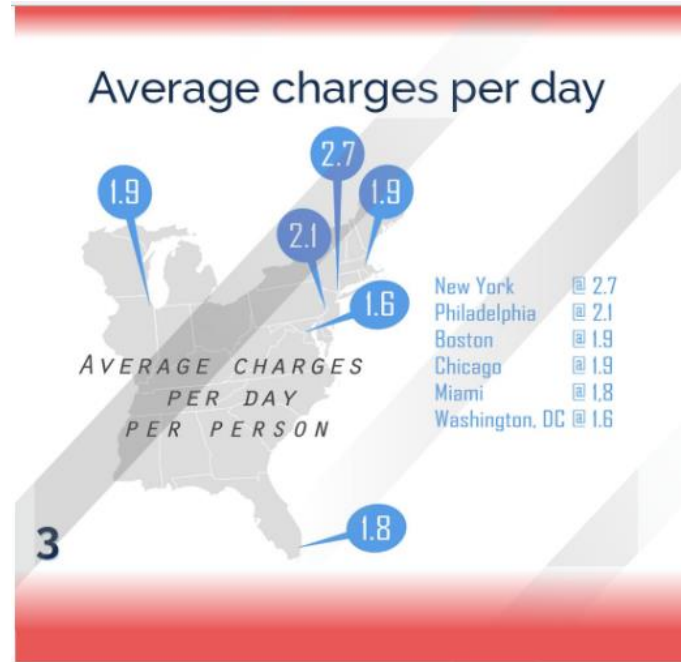 Average charges per day
2.7
1.9
1.9
2.1
1.6
New York @ 2.7
Philadelphia @ 2.1
Boston @ 1.9
Chicago @ 1.9
Miami @ 1,8
Washington, DC @ 1.6
AVERAGE CHARGES
PER DAY
PER PERSON
1.8
3